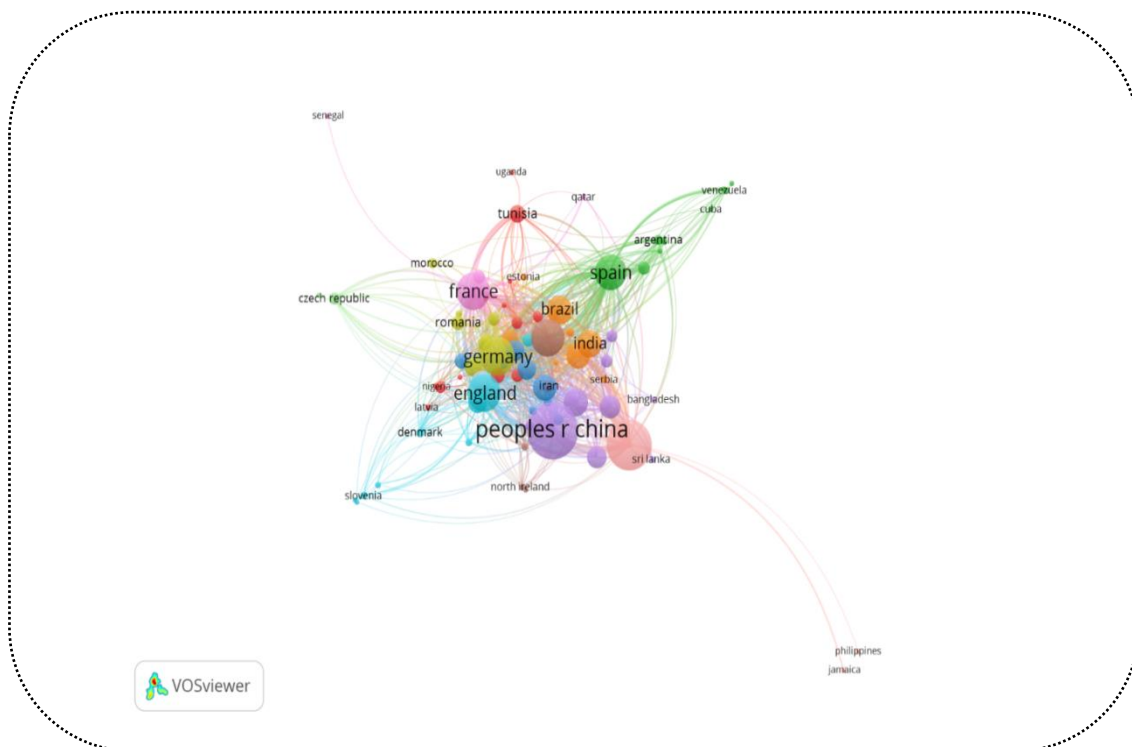 senegal
uganda
qatar
venezuela
cuba
tunisia
argentina
morocco
spain
estonia
france
czech republic
brazil
romania
india
germany
serbia
nigeria
iran
england
bangladesh
latvia
peoples r china
denmark
sri lanka
north ireland
slovenia
philippines
jamaica
VOSviewer